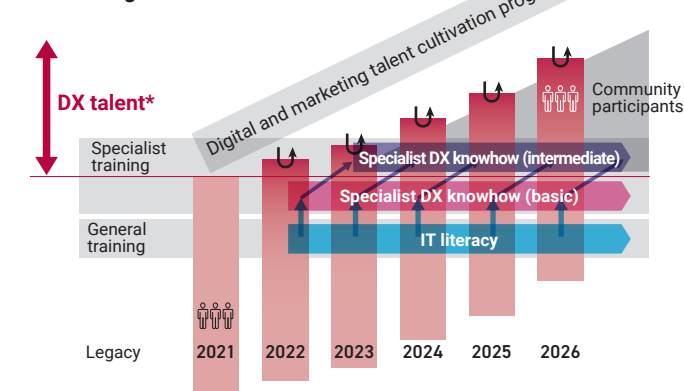 Digital and marketing talent cultivation
DX talent*
Community
participants
Specialist
training
Specialist DX knowhow (intermediate)
Specialist DX knowhow (basic)
General
training
IT literacy
Legacy
2021
2022
2023
2024
2025
2026